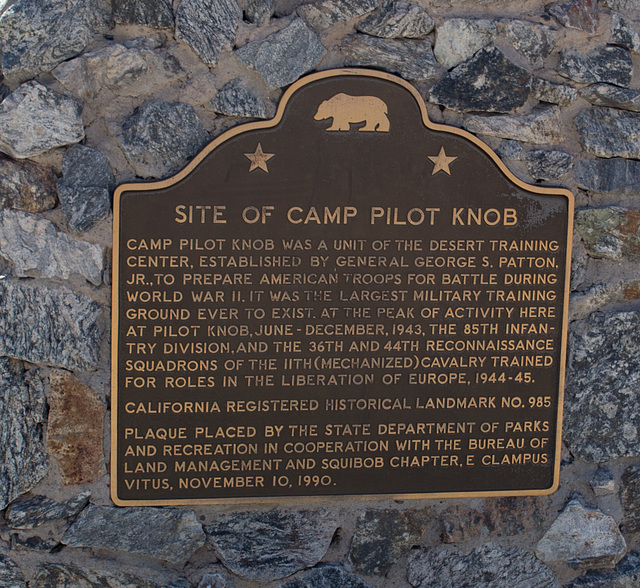 SITE OF CAMP PILOT KNOB
CAMP PILOT KNOB WAS A UNIT OF THE DESERT TRAINING
CENTER, ESTABLISHED BY GENERAL GEORGE S. PATTON,
JR., TO PREPARE AMERICAN TROOPS FOR BATTLE DURING
WORLD WAR II. IT WAS THE LARGEST MILITARY TRAINING
GROUND EVER TO EXIST. AT THE PEAK OF ACTIVITY HERE
AT PILOT KNOB, JUNE - DECEMBER, 1943, THE 85TH INFAN-
TRY DIVISION, AND THE 36TH AND 44TH RECONNAISSANCE
SQUADRONS OF THE 11TH (MECHANIZED) CAVALRY TRAINED
FOR ROLES IN THE LIBERATION OF EUROPE, 1944-45.
CALIFORNIA REGISTERED HISTORICAL LANDMARK NO. 985
PLAQUE PLACED BY THE STATE DEPARTMENT OF PARKS
AND RECREATION IN COOPERATION WITH THE BUREAU OF
LAND MANAGEMENT AND SQUIBOB CHAPTER, E CLAMPUS
VITUS, NOVEMBER 10, 1990.